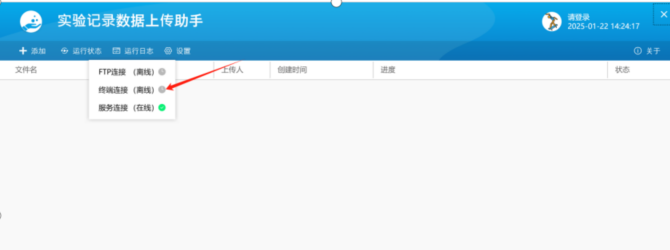 实验记录数据上传助手
请登录
2025-01-22 14:24:17
添加 运行状态 运行日志 设置 关于
文件名 上传人 创建时间 进度 状态
FTP连接 （离线）
终端连接（离线）
服务连接（在线）